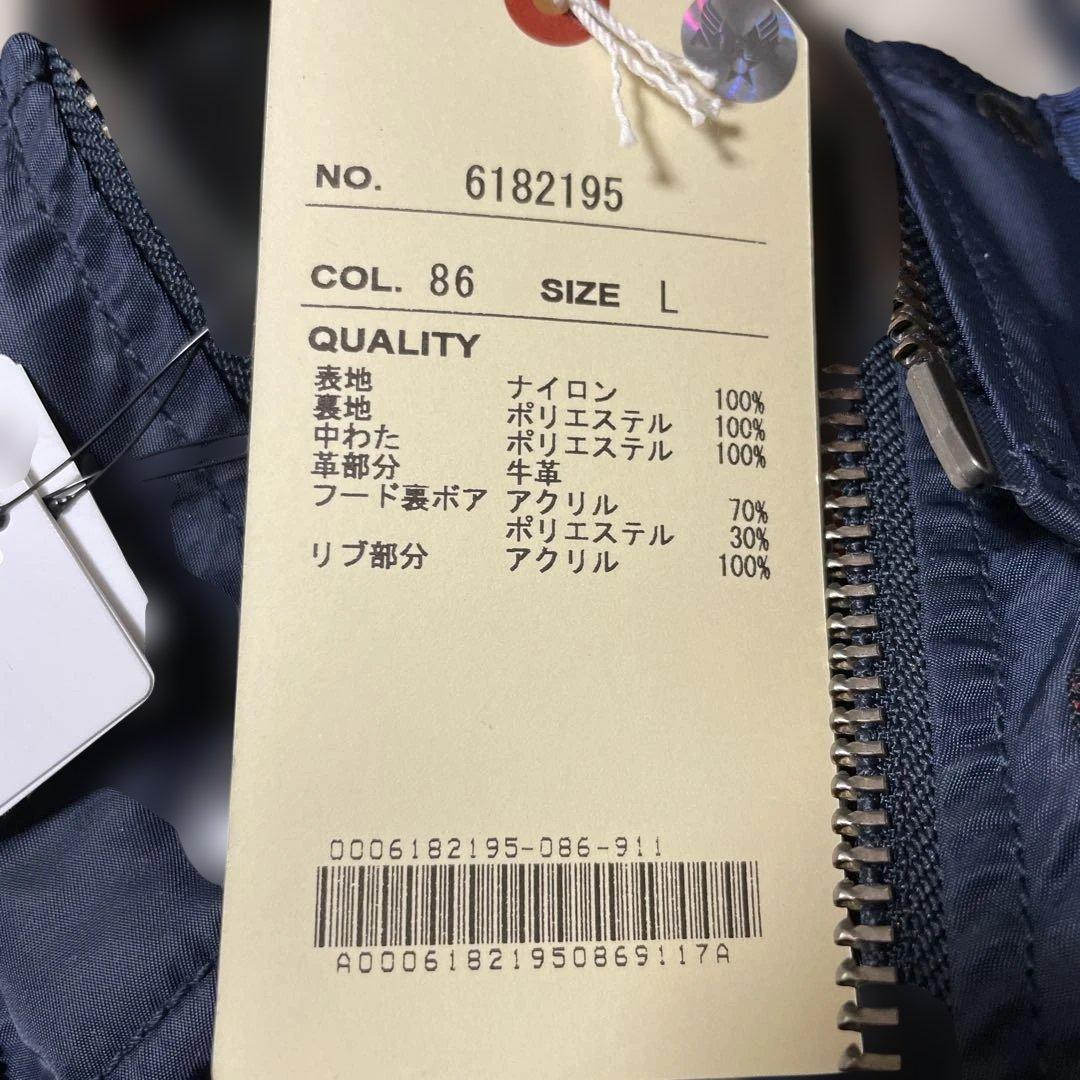 NO. 6182195
COL. 86 SIZE L
QUALITY
表地 ナイロン 100%
裏地 ポリエステル 100%
中わた ポリエステル 100%
革部分 牛革
フード裏ボア アクリル 70%
ポリエステル 30%
リブ部分 アクリル 100%
0006182195-086-911
A00061821950869117A